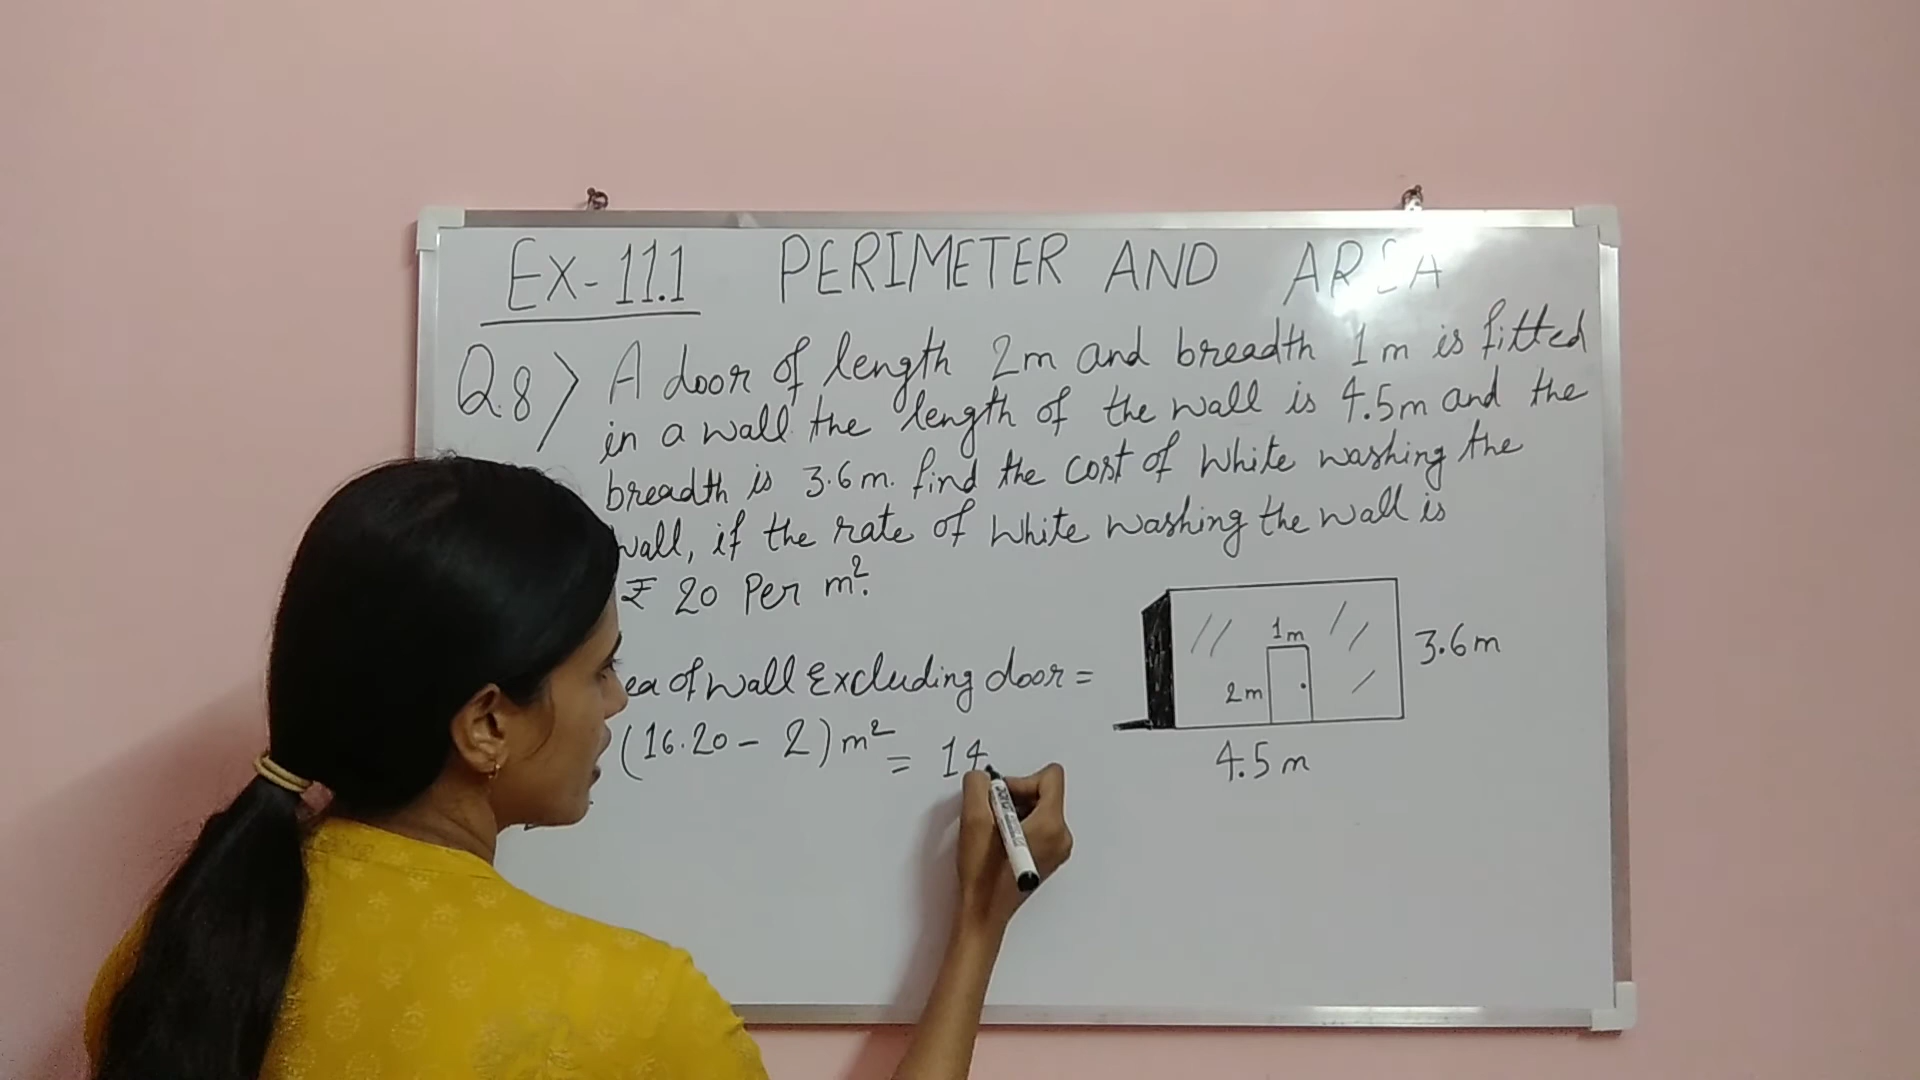 Ex-11.1 PERIMETER AND AREA
Q.8> A door of length 2m and breadth 1m is fitted
in a wall. the length of the wall is 4.5m and the
breadth is 3.6m. find the cost of white washing the
wall, if the rate of white washing the wall is
₹ 20 Per m².
1m
3.6m
2m
4.5m
of wall Excluding door =
(16.20 - 2)m² = 14